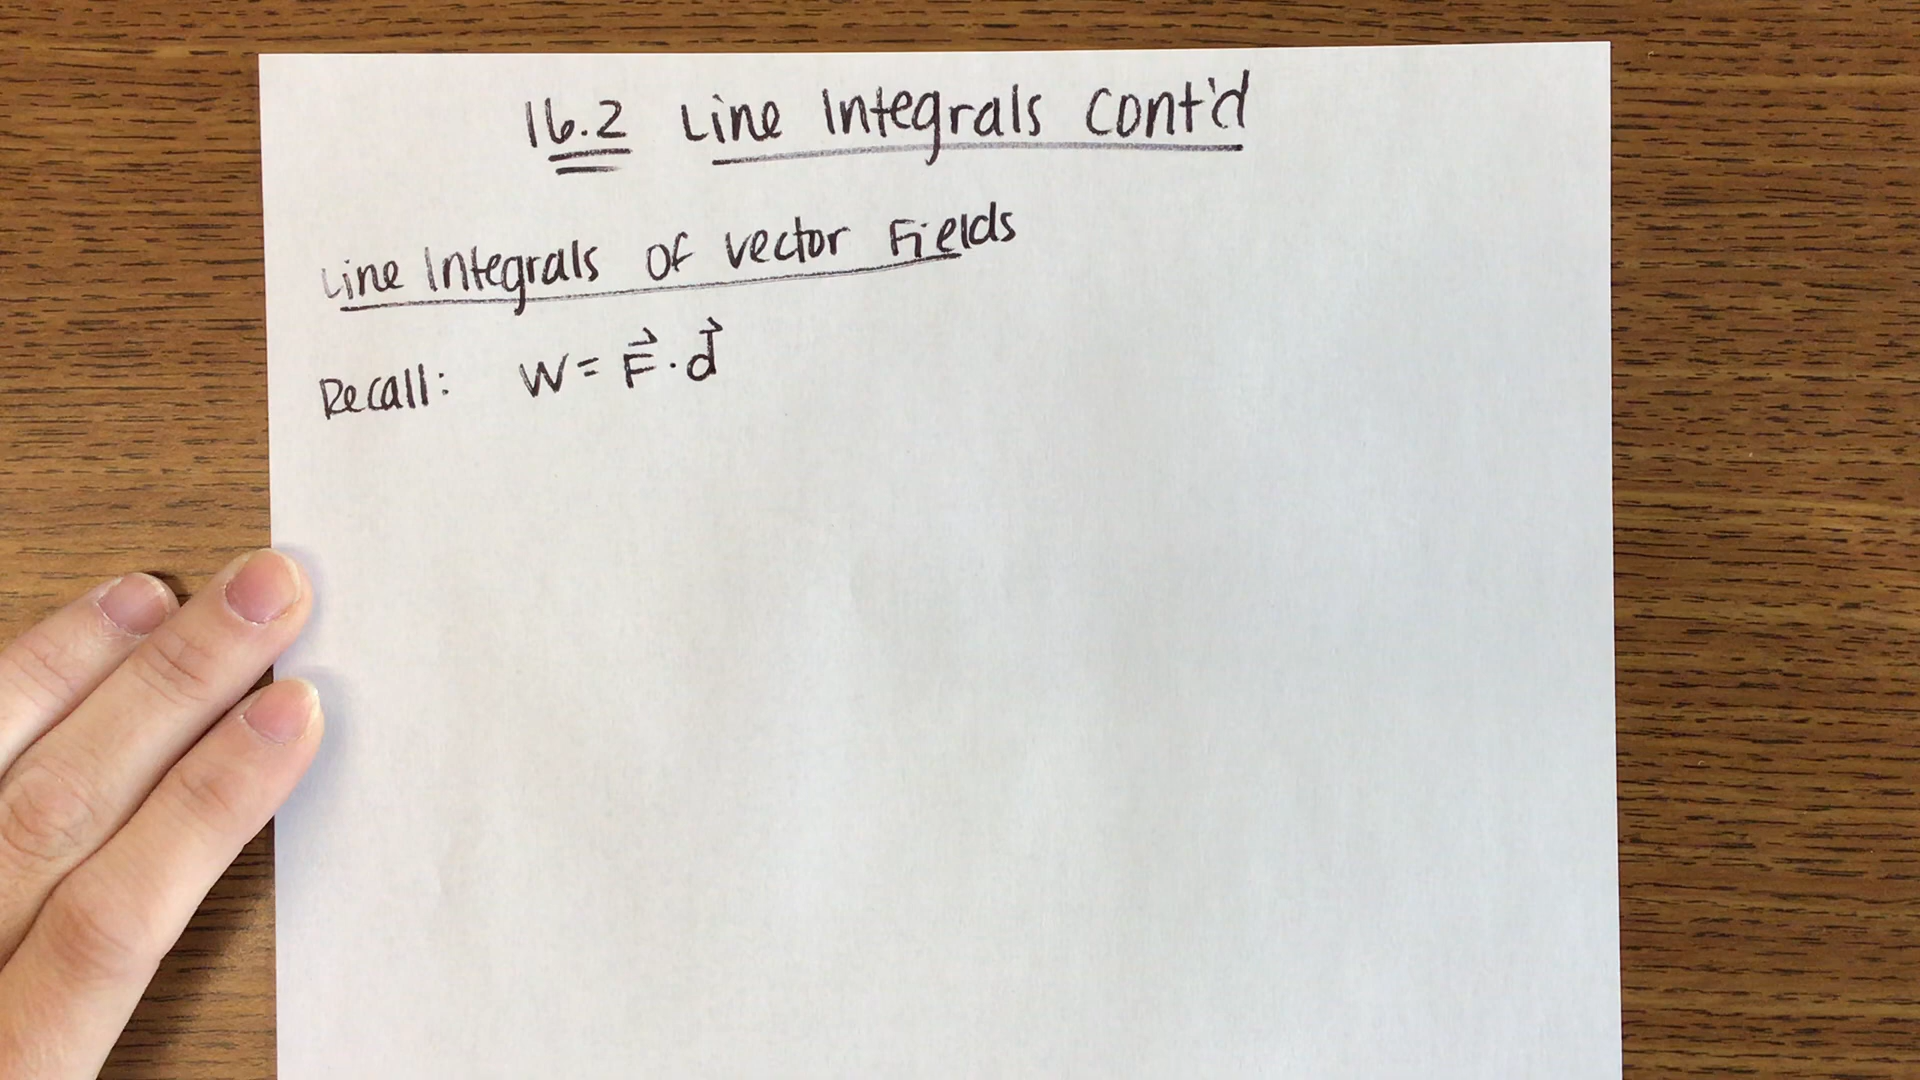 16.2 Line Integrals Cont'd
Line Integrals of Vector Fields
Recall: W = F⃗ · d⃗